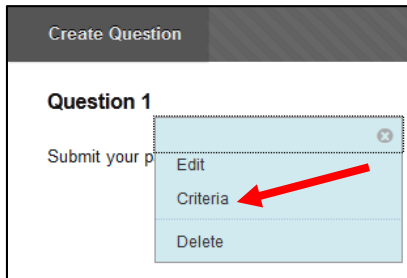 Create Question
Question 1
Submit your p
Edit
Criteria
Delete